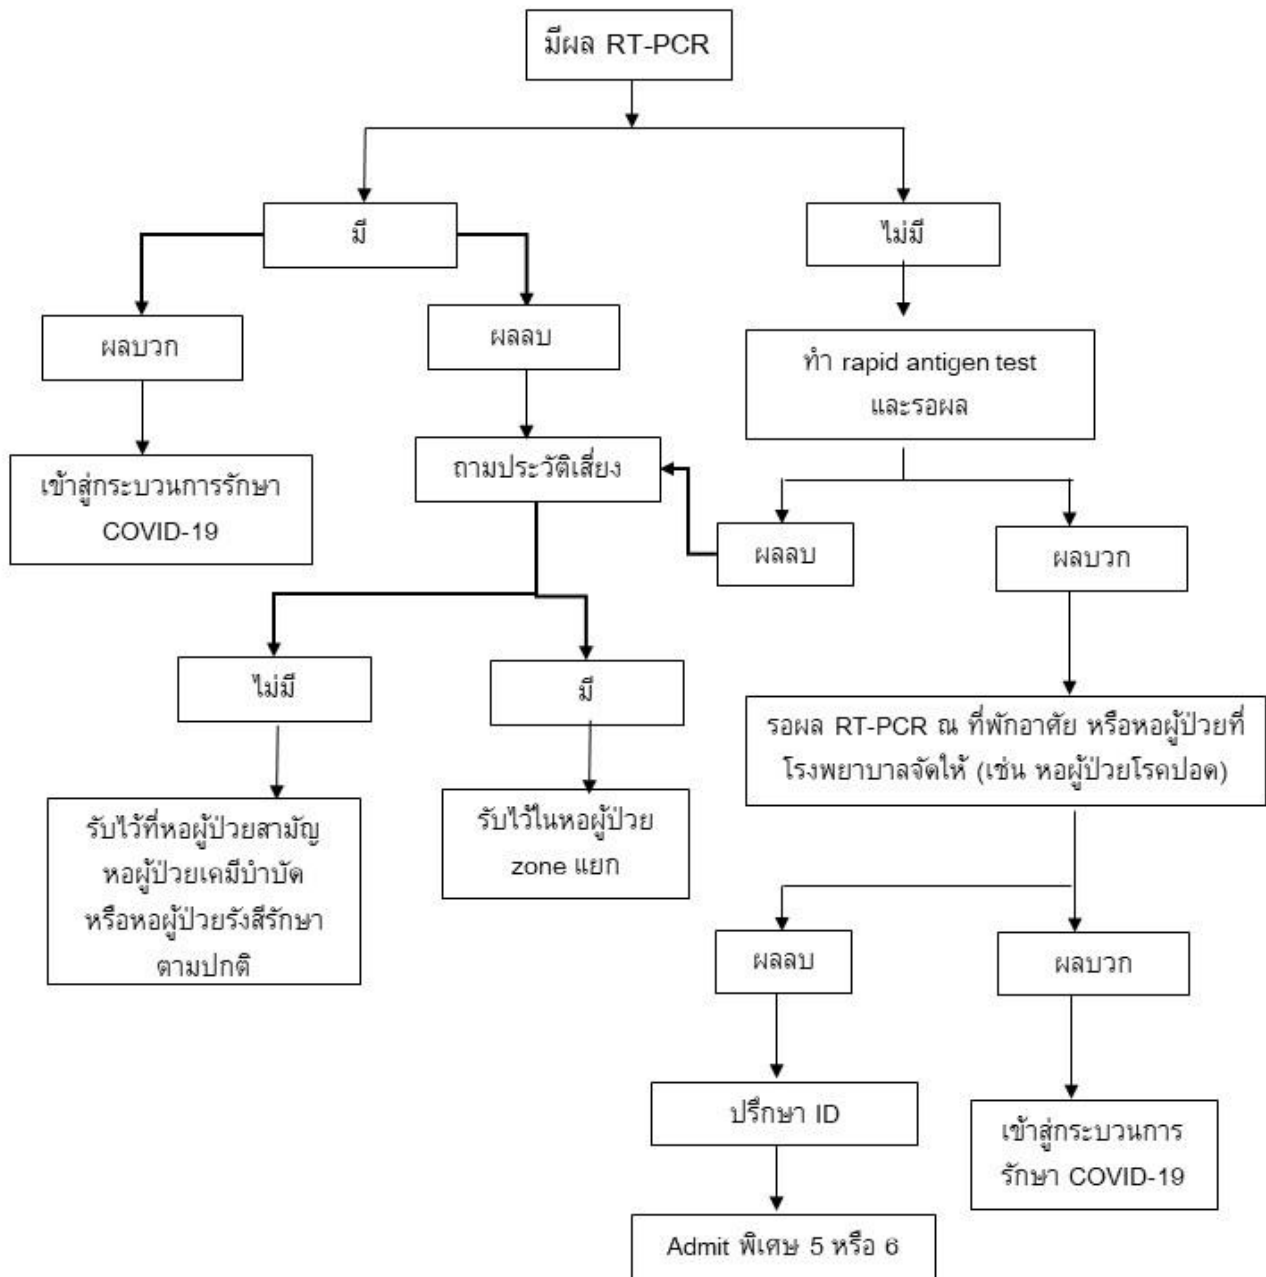 มีผล RT-PCR
มี
ไม่มี
ผลบวก
ผลลบ
ทำ rapid antigen test
และรอผล
เข้าสู่กระบวนการรักษา
COVID-19
ถามประวัติเสี่ยง
ผลลบ
ผลบวก
ไม่มี
มี
รอผล RT-PCR ณ ที่พักอาศัย หรือหอผู้ป่วยที่
โรงพยาบาลจัดให้ (เช่น หอผู้ป่วยโรคปอด)
รับไว้ที่หอผู้ป่วยสามัญ
หอผู้ป่วยเคมีบำบัด
หรือหอผู้ป่วยรังสีรักษา
ตามปกติ
รับไว้ในหอผู้ป่วย
zone แยก
ผลลบ
ผลบวก
ปรึกษา ID
เข้าสู่กระบวนการ
รักษา COVID-19
Admit พิเศษ 5 หรือ 6